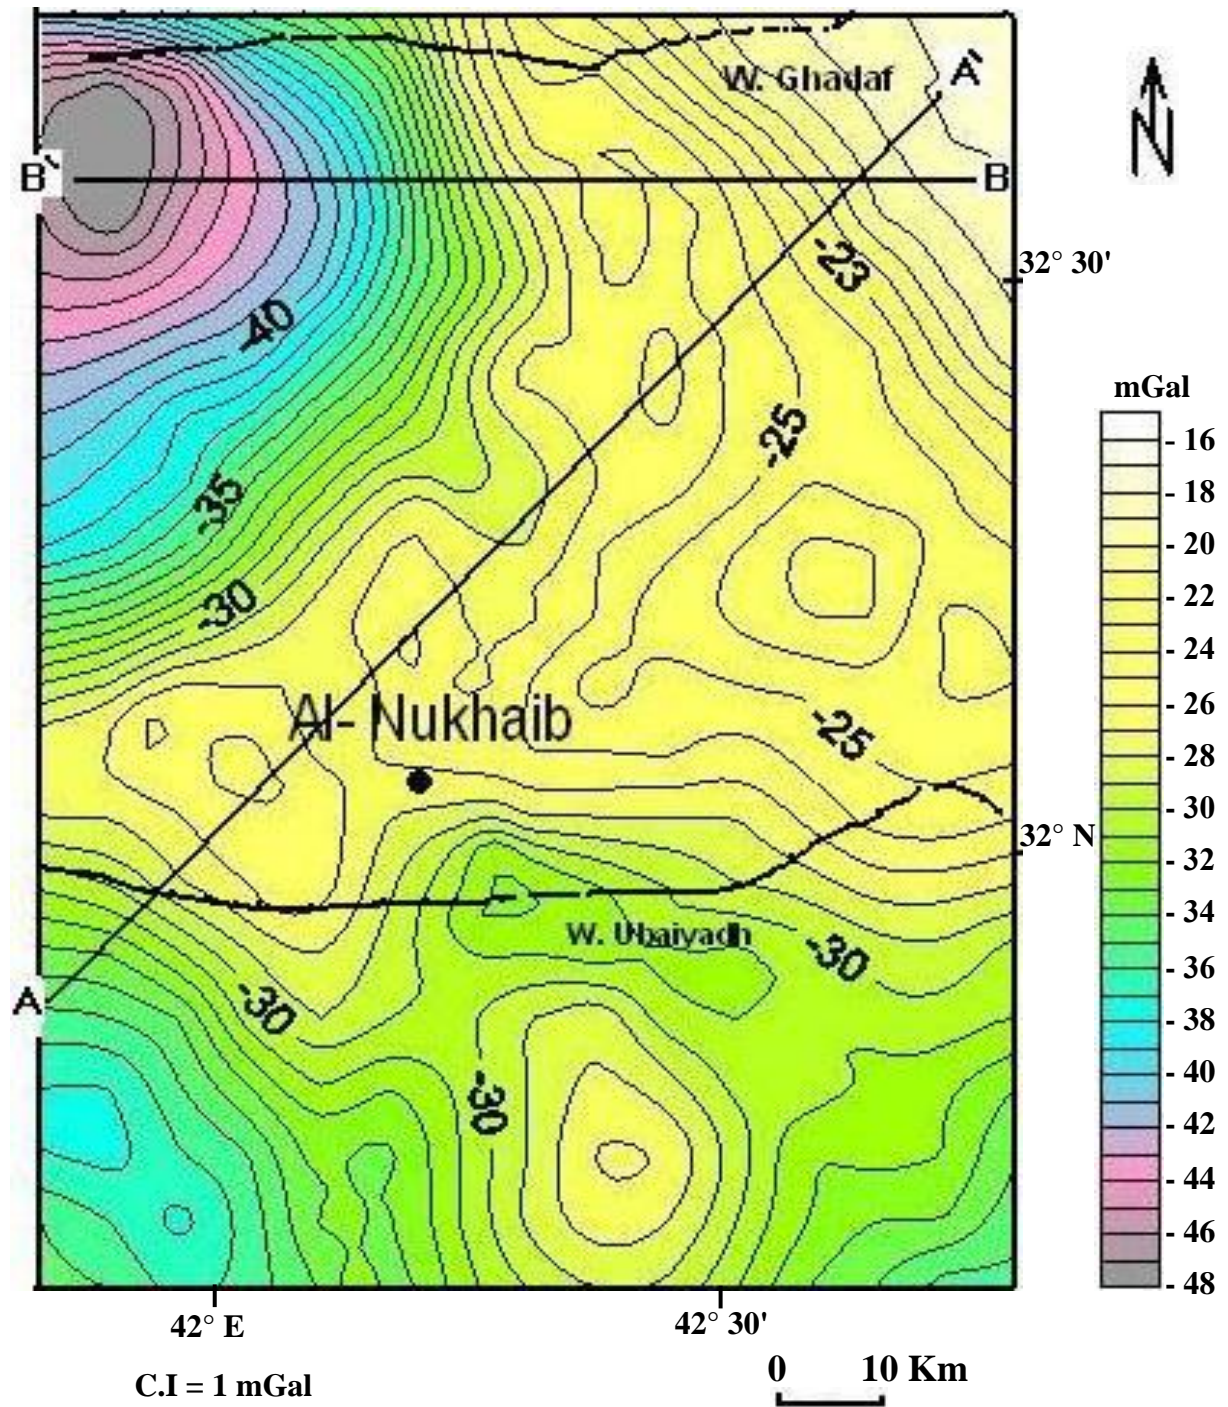 W. Ghadaf
A`
N
B`
B
-23
32° 30'
-40
mGal
-25
- 16
-35
- 18
- 20
-30
- 22
- 24
Al- Nukhaib
- 26
-25
- 28
- 30
32° N
- 32
W. Ubaiyadh
- 34
-30
- 36
A
-30
- 38
-30
- 40
- 42
- 44
- 46
- 48
42° E
42° 30'
C.I = 1 mGal
0 10 Km